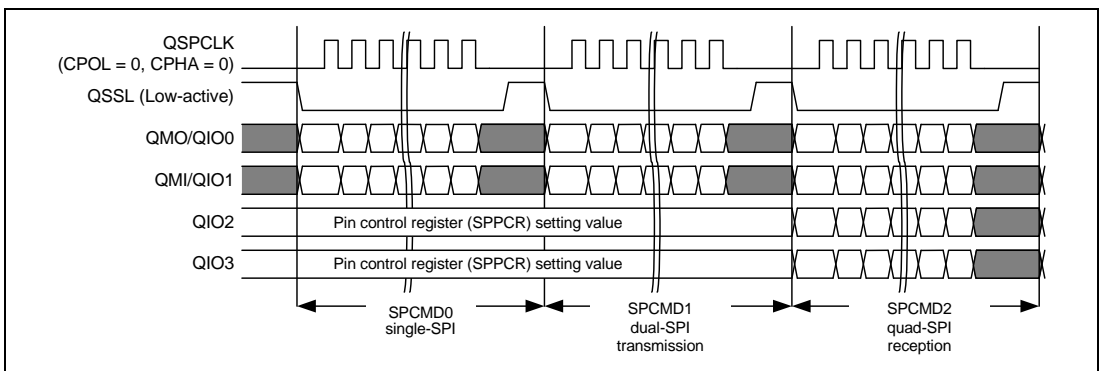 QSPCLK
(CPOL = 0, CPHA = 0)
QSSL (Low-active)
QMO/QIO0
QMI/QIO1
QIO2
Pin control register (SPPCR) setting value
QIO3
Pin control register (SPPCR) setting value
SPCMD0
single-SPI
SPCMD1
dual-SPI
transmission
SPCMD2
quad-SPI
reception